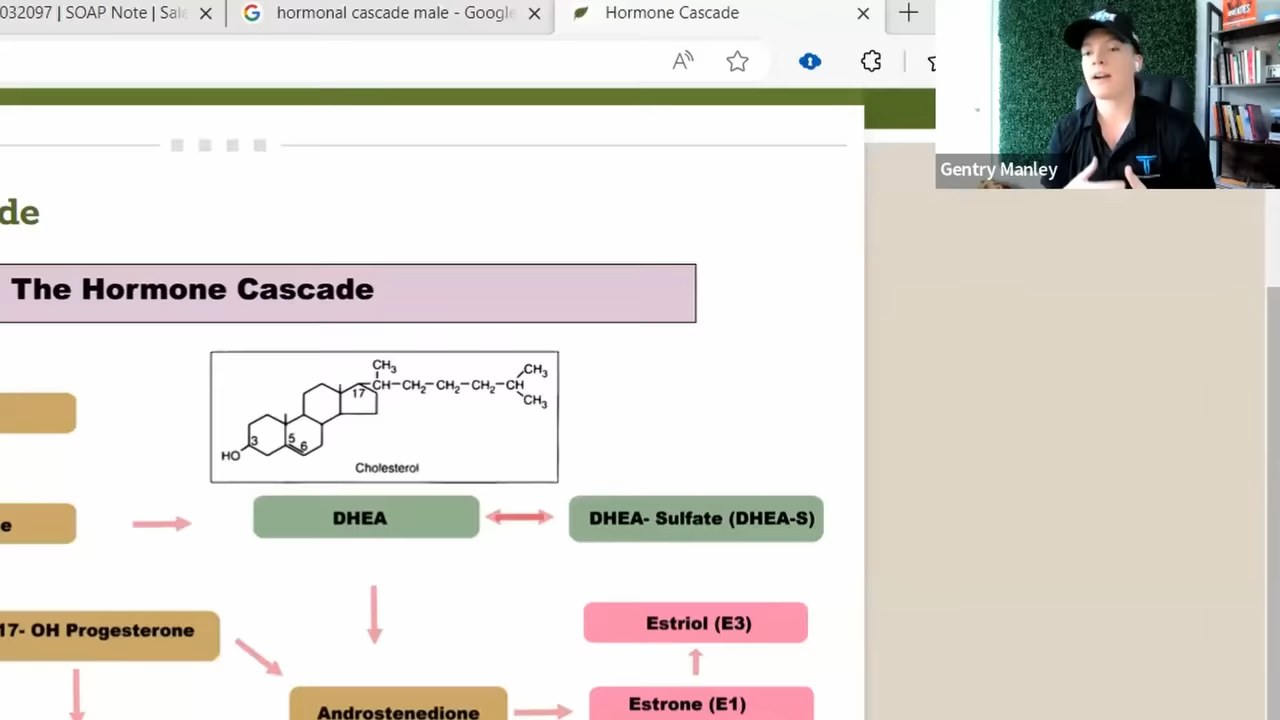 032097 | SOAP Note | Sale
hormonal cascade male - Google
Hormone Cascade
Gentry Manley
de
The Hormone Cascade
CH3
CH3
17
CH-CH2-CH2-CH2-CH
CH3
3
5
6
HO
Cholesterol
e
DHEA
DHEA- Sulfate (DHEA-S)
17- OH Progesterone
Estriol (E3)
Androstenedione
Estrone (E1)